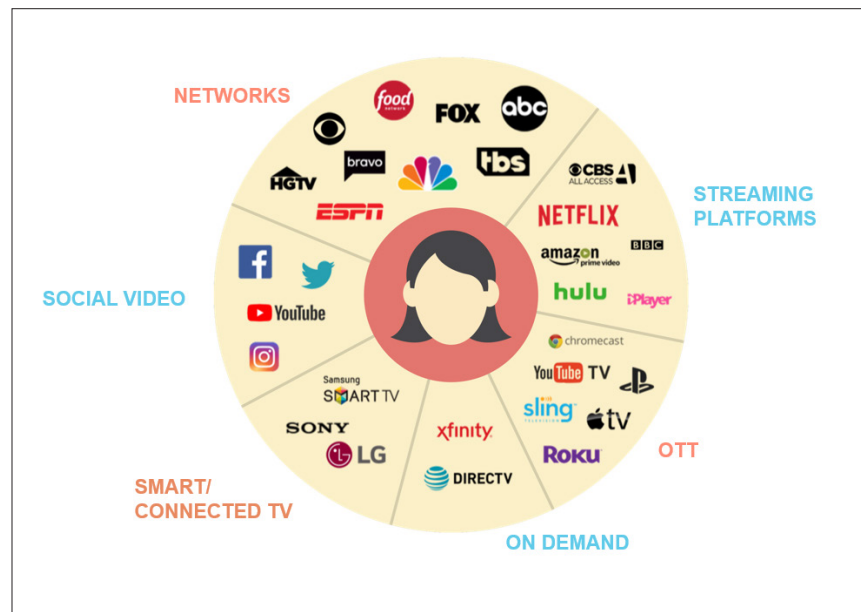 NETWORKS
food
network
FOX
abc
HGTV
bravo
tbs
ESPN
CBS
ALL ACCESS
NETFLIX
amazon
prime video
BBC
hulu
iPlayer
STREAMING
PLATFORMS
SOCIAL VIDEO
f
YouTube
chromecast
YouTube TV
sling
TELEVISION
tv
ROKU
OTT
Samsung
SMART TV
SONY
LG
xfinity
DIRECTV
SMART/
CONNECTED TV
ON DEMAND